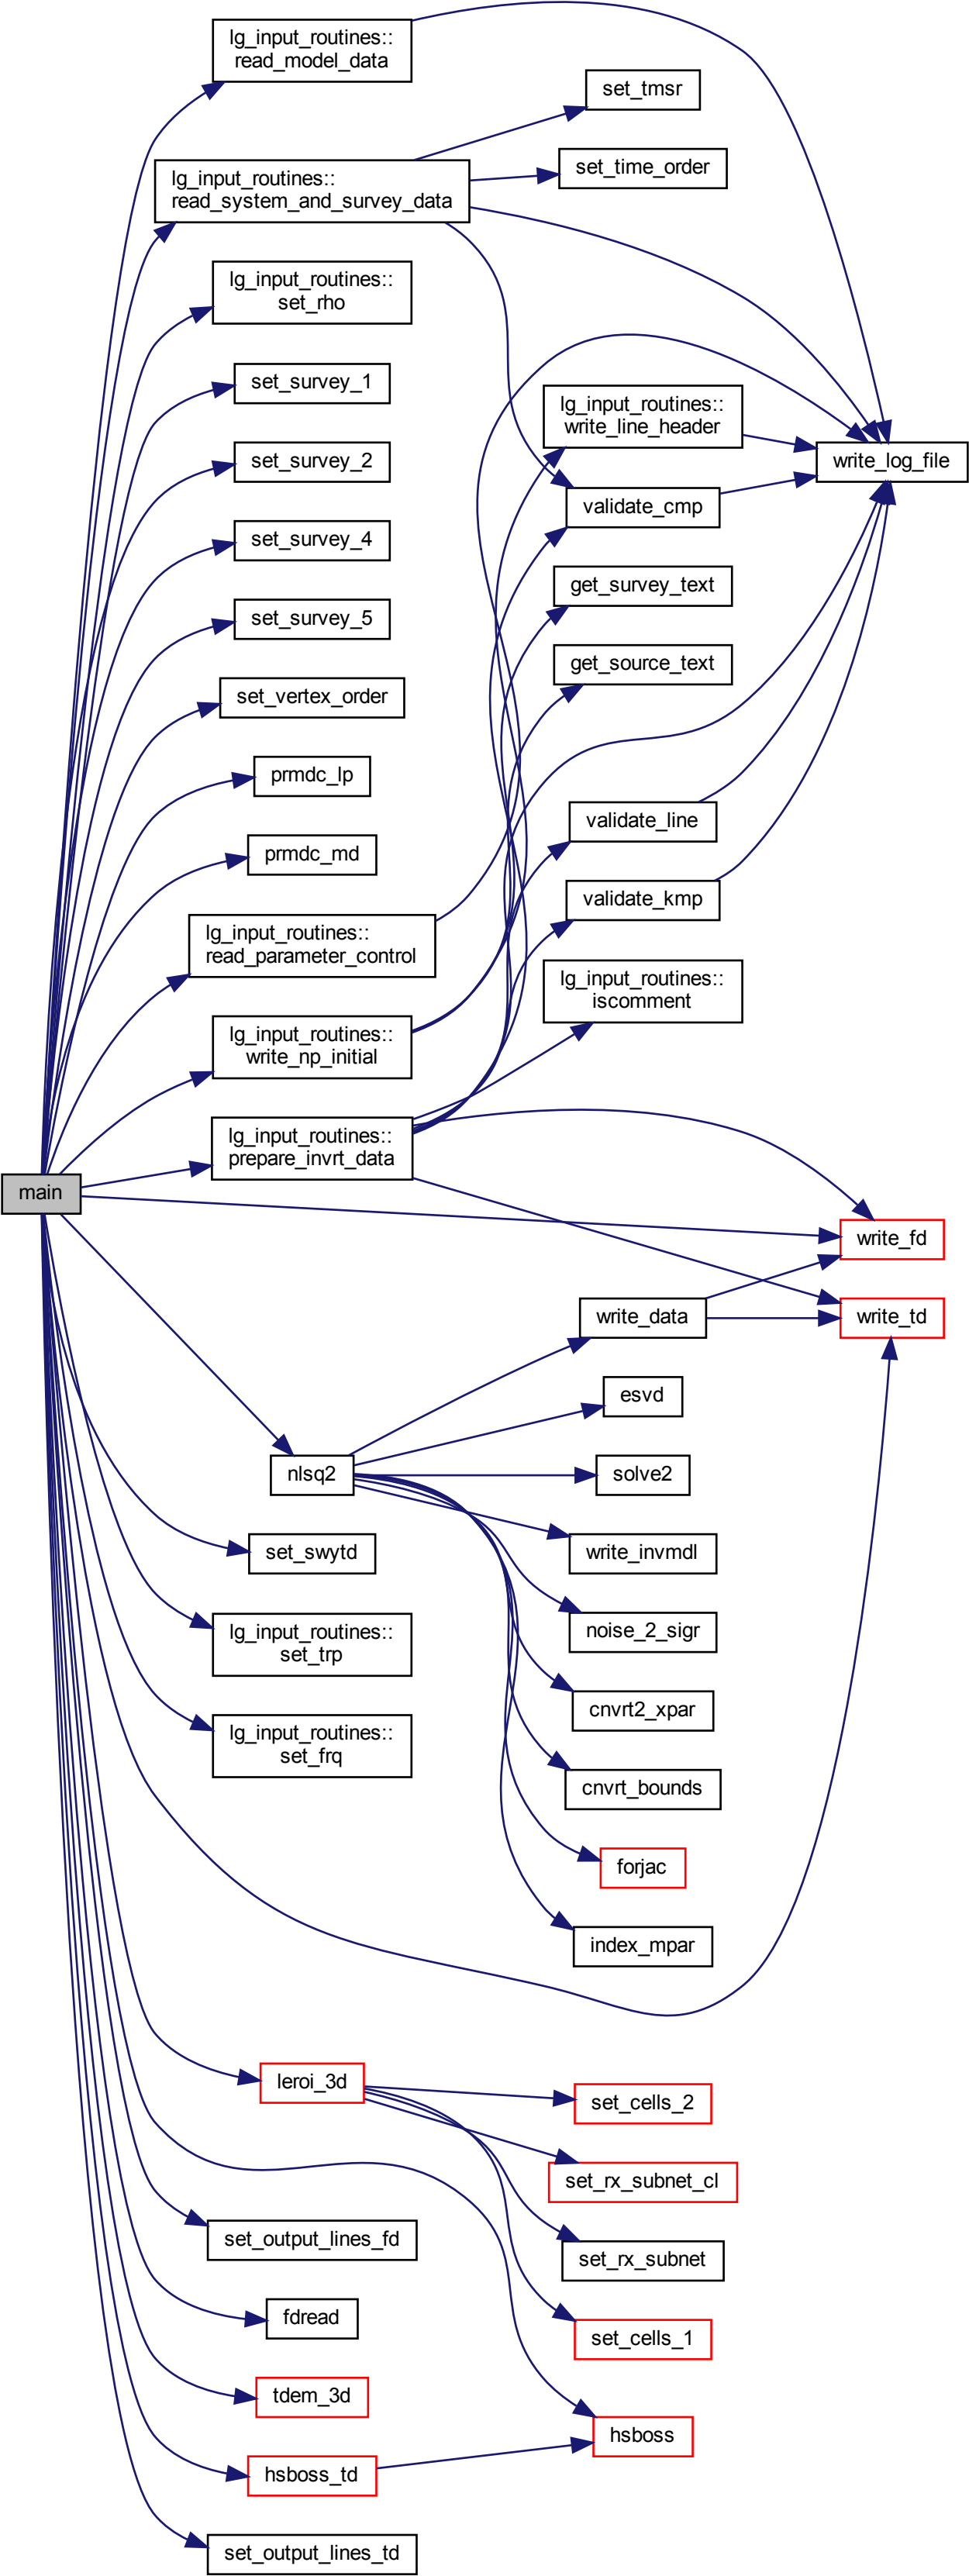 lg_input_routines::
read_model_data
set_tmsr
lg_input_routines::
read_system_and_survey_data
set_time_order
lg_input_routines::
set_rho
set_survey_1
lg_input_routines::
write_line_header
write_log_file
set_survey_2
validate_cmp
set_survey_4
get_survey_text
set_survey_5
get_source_text
set_vertex_order
prmdc_lp
validate_line
prmdc_md
validate_kmp
lg_input_routines::
read_parameter_control
lg_input_routines::
iscomment
lg_input_routines::
write_np_initial
lg_input_routines::
prepare_invrt_data
main
write_fd
write_data
write_td
esvd
nlsq2
solve2
set_swytd
write_invmdl
lg_input_routines::
set_trp
noise_2_sigr
lg_input_routines::
set_frq
cnvrt2_xpar
cnvrt_bounds
forjac
index_mpar
leroi_3d
set_cells_2
set_rx_subnet_cl
set_output_lines_fd
set_rx_subnet
fdread
set_cells_1
tdem_3d
hsboss
hsboss_td
set_output_lines_td